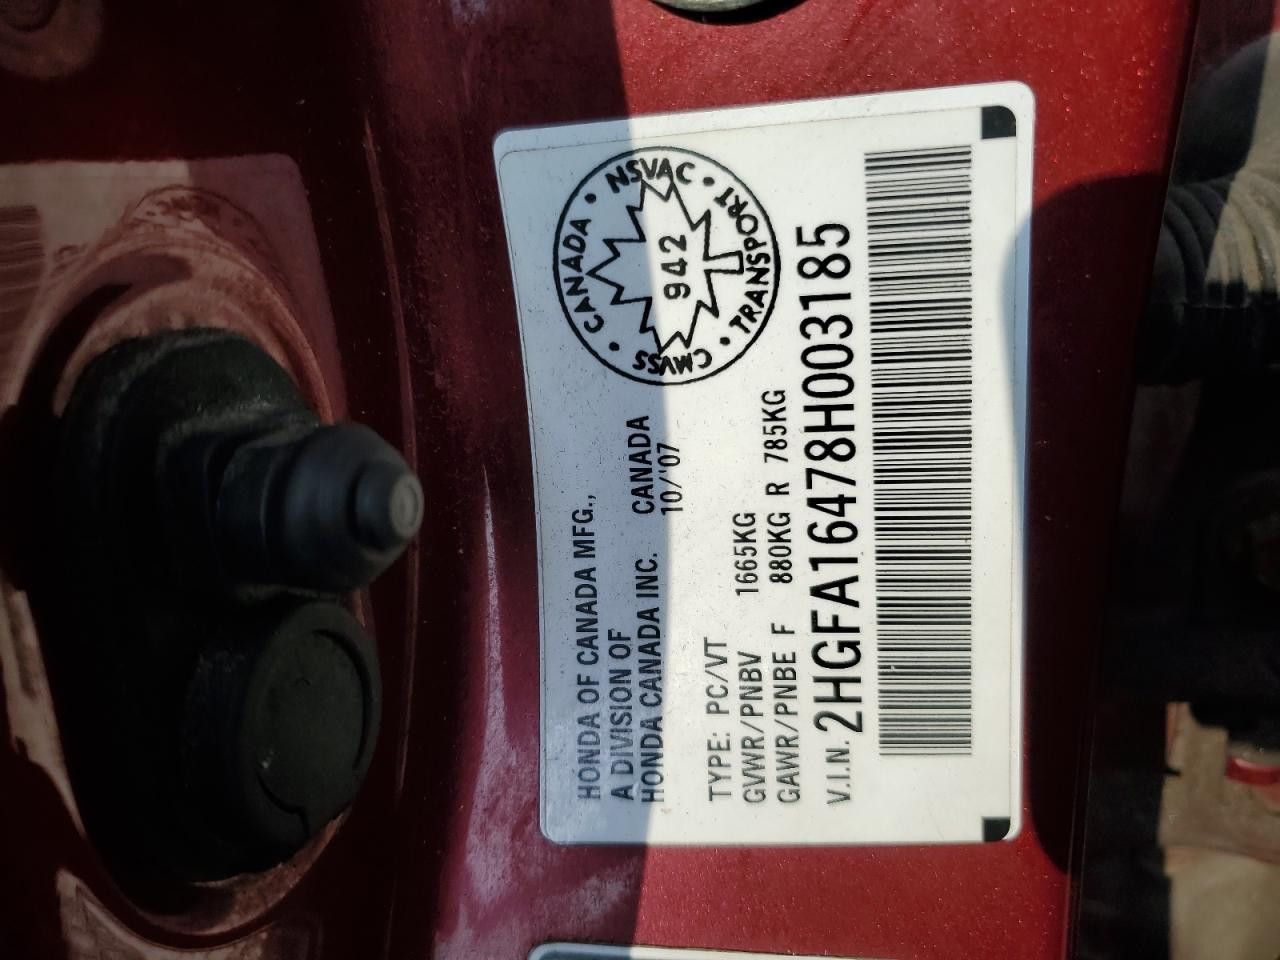 HONDA OF CANADA MFG.,
A DIVISION OF
HONDA CANADA INC. CANADA
10/'07
TYPE: PC/VT
GVWR/PNBV 1665KG
GAWR/PNBE F 880KG R 785KG
V.I.N. 2HGFA16478H003185
CANADA • NSVAC • TRANSPORT • CMVSS •
942